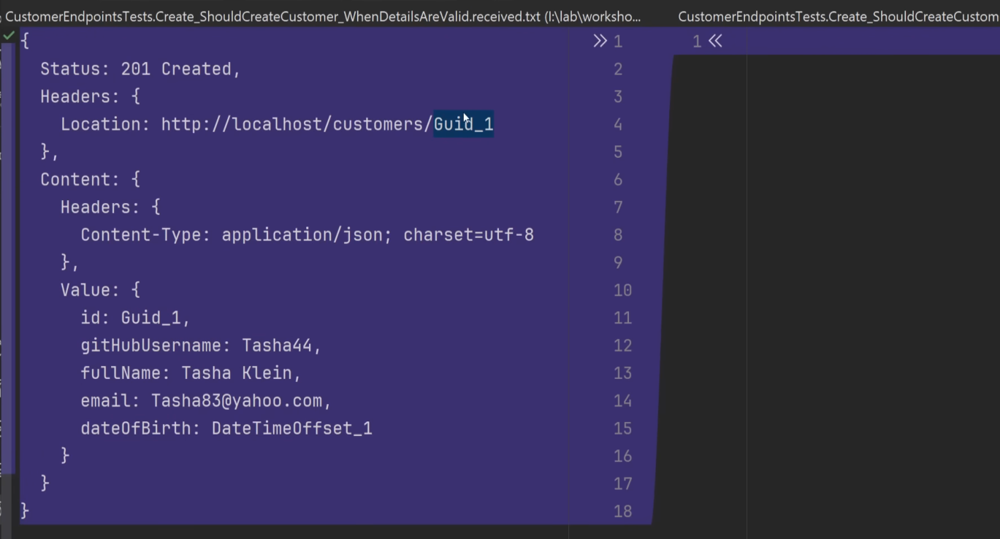 CustomerEndpointsTests.Create_ShouldCreateCustomer_WhenDetailsAreValid.received.txt (I:\lab\worksho...
CustomerEndpointsTests.Create_ShouldCreateCustom
{ 1 1
Status: 201 Created, 2
Headers: { 3
Location: http://localhost/customers/Guid_1 4
}, 5
Content: { 6
Headers: { 7
Content-Type: application/json; charset=utf-8 8
}, 9
Value: { 10
id: Guid_1, 11
gitHubUsername: Tasha44, 12
fullName: Tasha Klein, 13
email: Tasha83@yahoo.com, 14
dateOfBirth: DateTimeOffset_1 15
} 16
} 17
} 18